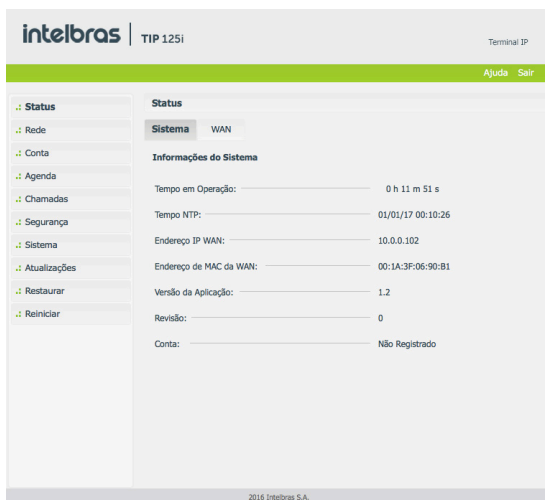 intelbras TIP 125i
Terminal IP
Ajuda Sair
.: Status
.: Rede
.: Conta
.: Agenda
.: Chamadas
.: Segurança
.: Sistema
.: Atualizações
.: Restaurar
.: Reiniciar
Status
Sistema WAN
Informações do Sistema
Tempo em Operação: 0 h 11 m 51 s
Tempo NTP: 01/01/17 00:10:26
Endereço IP WAN: 10.0.0.102
Endereço de MAC da WAN: 00:1A:3F:06:90:B1
Versão da Aplicação: 1.2
Revisão: 0
Conta: Não Registrado
2016 Intelbras S.A.